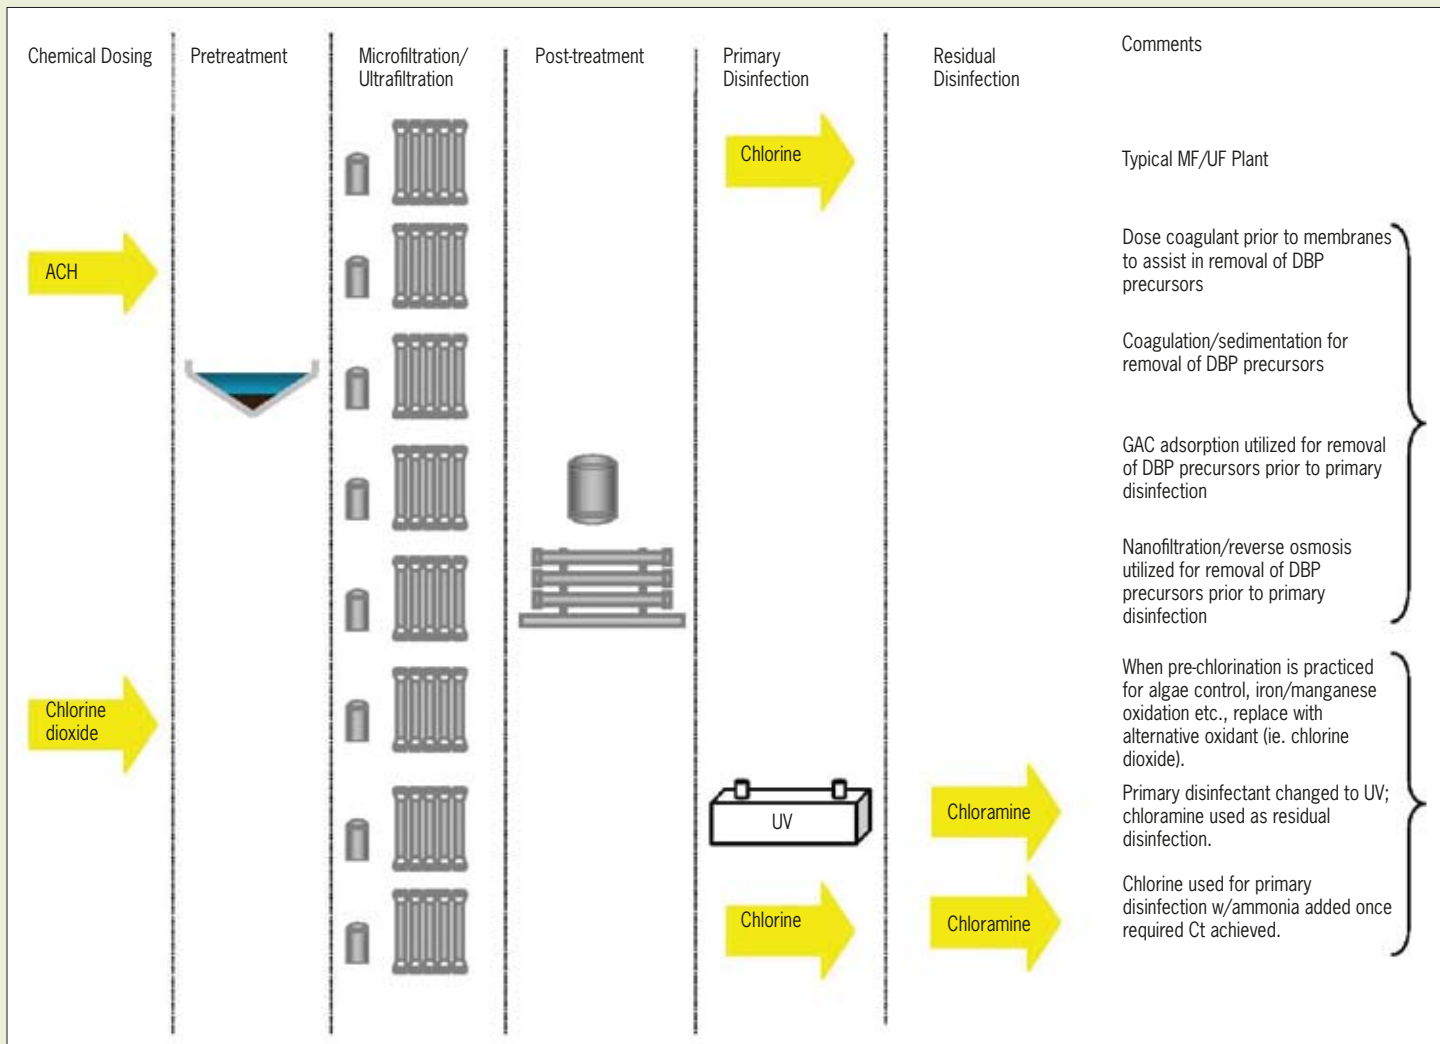 Chemical Dosing
Pretreatment
Microfiltration/
Ultrafiltration
Post-treatment
Primary
Disinfection
Residual
Disinfection
Comments
Chlorine
Typical MF/UF Plant
ACH
Dose coagulant prior to membranes
to assist in removal of DBP
precursors
Coagulation/sedimentation for
removal of DBP precursors
GAC adsorption utilized for removal
of DBP precursors prior to primary
disinfection
Nanofiltration/reverse osmosis
utilized for removal of DBP
precursors prior to primary
disinfection
Chlorine
dioxide
When pre-chlorination is practiced
for algae control, iron/manganese
oxidation etc., replace with
alternative oxidant (ie. chlorine
dioxide).
UV
Chloramine
Primary disinfectant changed to UV;
chloramine used as residual
disinfection.
Chlorine
Chloramine
Chlorine used for primary
disinfection w/ammonia added once
required Ct achieved.